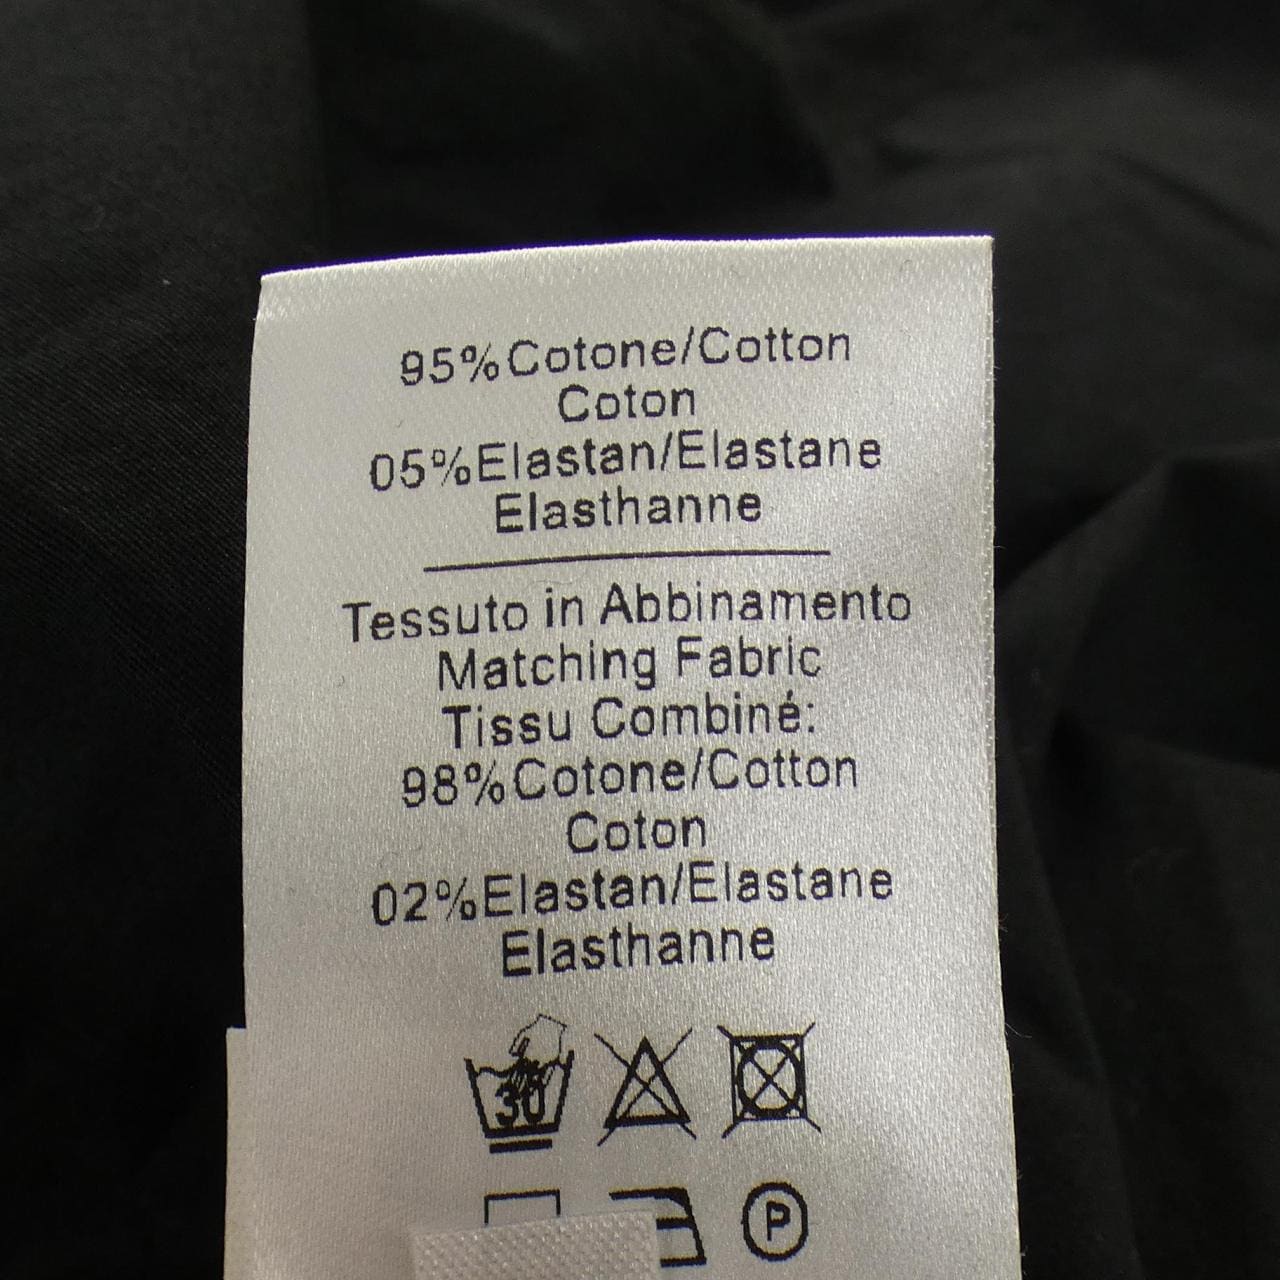 95%Cotone/Cotton
Coton
05%Elastan/Elastane
Elasthanne
Tessuto in Abbinamento
Matching Fabric
Tissu Combiné:
98%Cotone/Cotton
Coton
02%Elastan/Elastane
Elasthanne
30
P